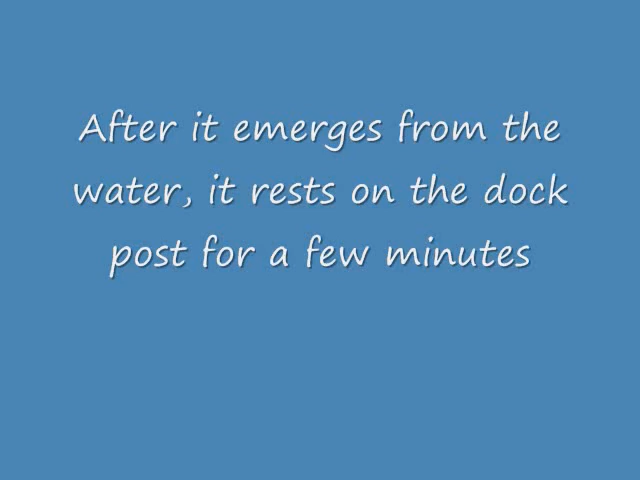 After it emerges from the
water, it rests on the dock
post for a few minutes